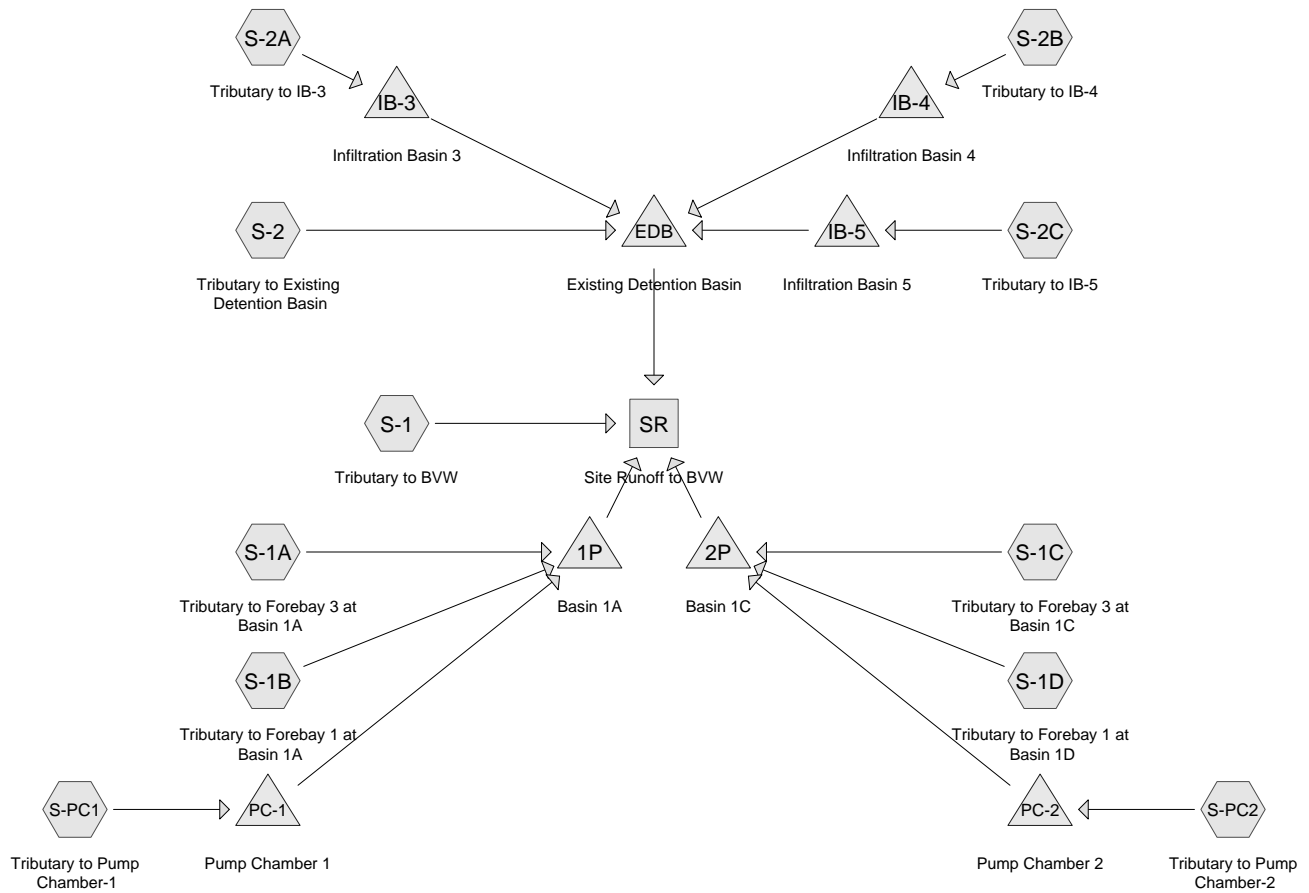 S-2A
S-2B
Tributary to IB-3
IB-3
IB-4
Tributary to IB-4
Infiltration Basin 3
Infiltration Basin 4
S-2
EDB
IB-5
S-2C
Tributary to Existing
Detention Basin
Existing Detention Basin
Infiltration Basin 5
Tributary to IB-5
S-1
SR
Tributary to BVW
Site Runoff to BVW
S-1A
1P
2P
S-1C
Tributary to Forebay 3 at
Basin 1A
Basin 1A
Basin 1C
Tributary to Forebay 3 at
Basin 1C
S-1B
S-1D
Tributary to Forebay 1 at
Basin 1A
Tributary to Forebay 1 at
Basin 1D
S-PC1
PC-1
PC-2
S-PC2
Tributary to Pump
Chamber-1
Pump Chamber 1
Pump Chamber 2
Tributary to Pump
Chamber-2